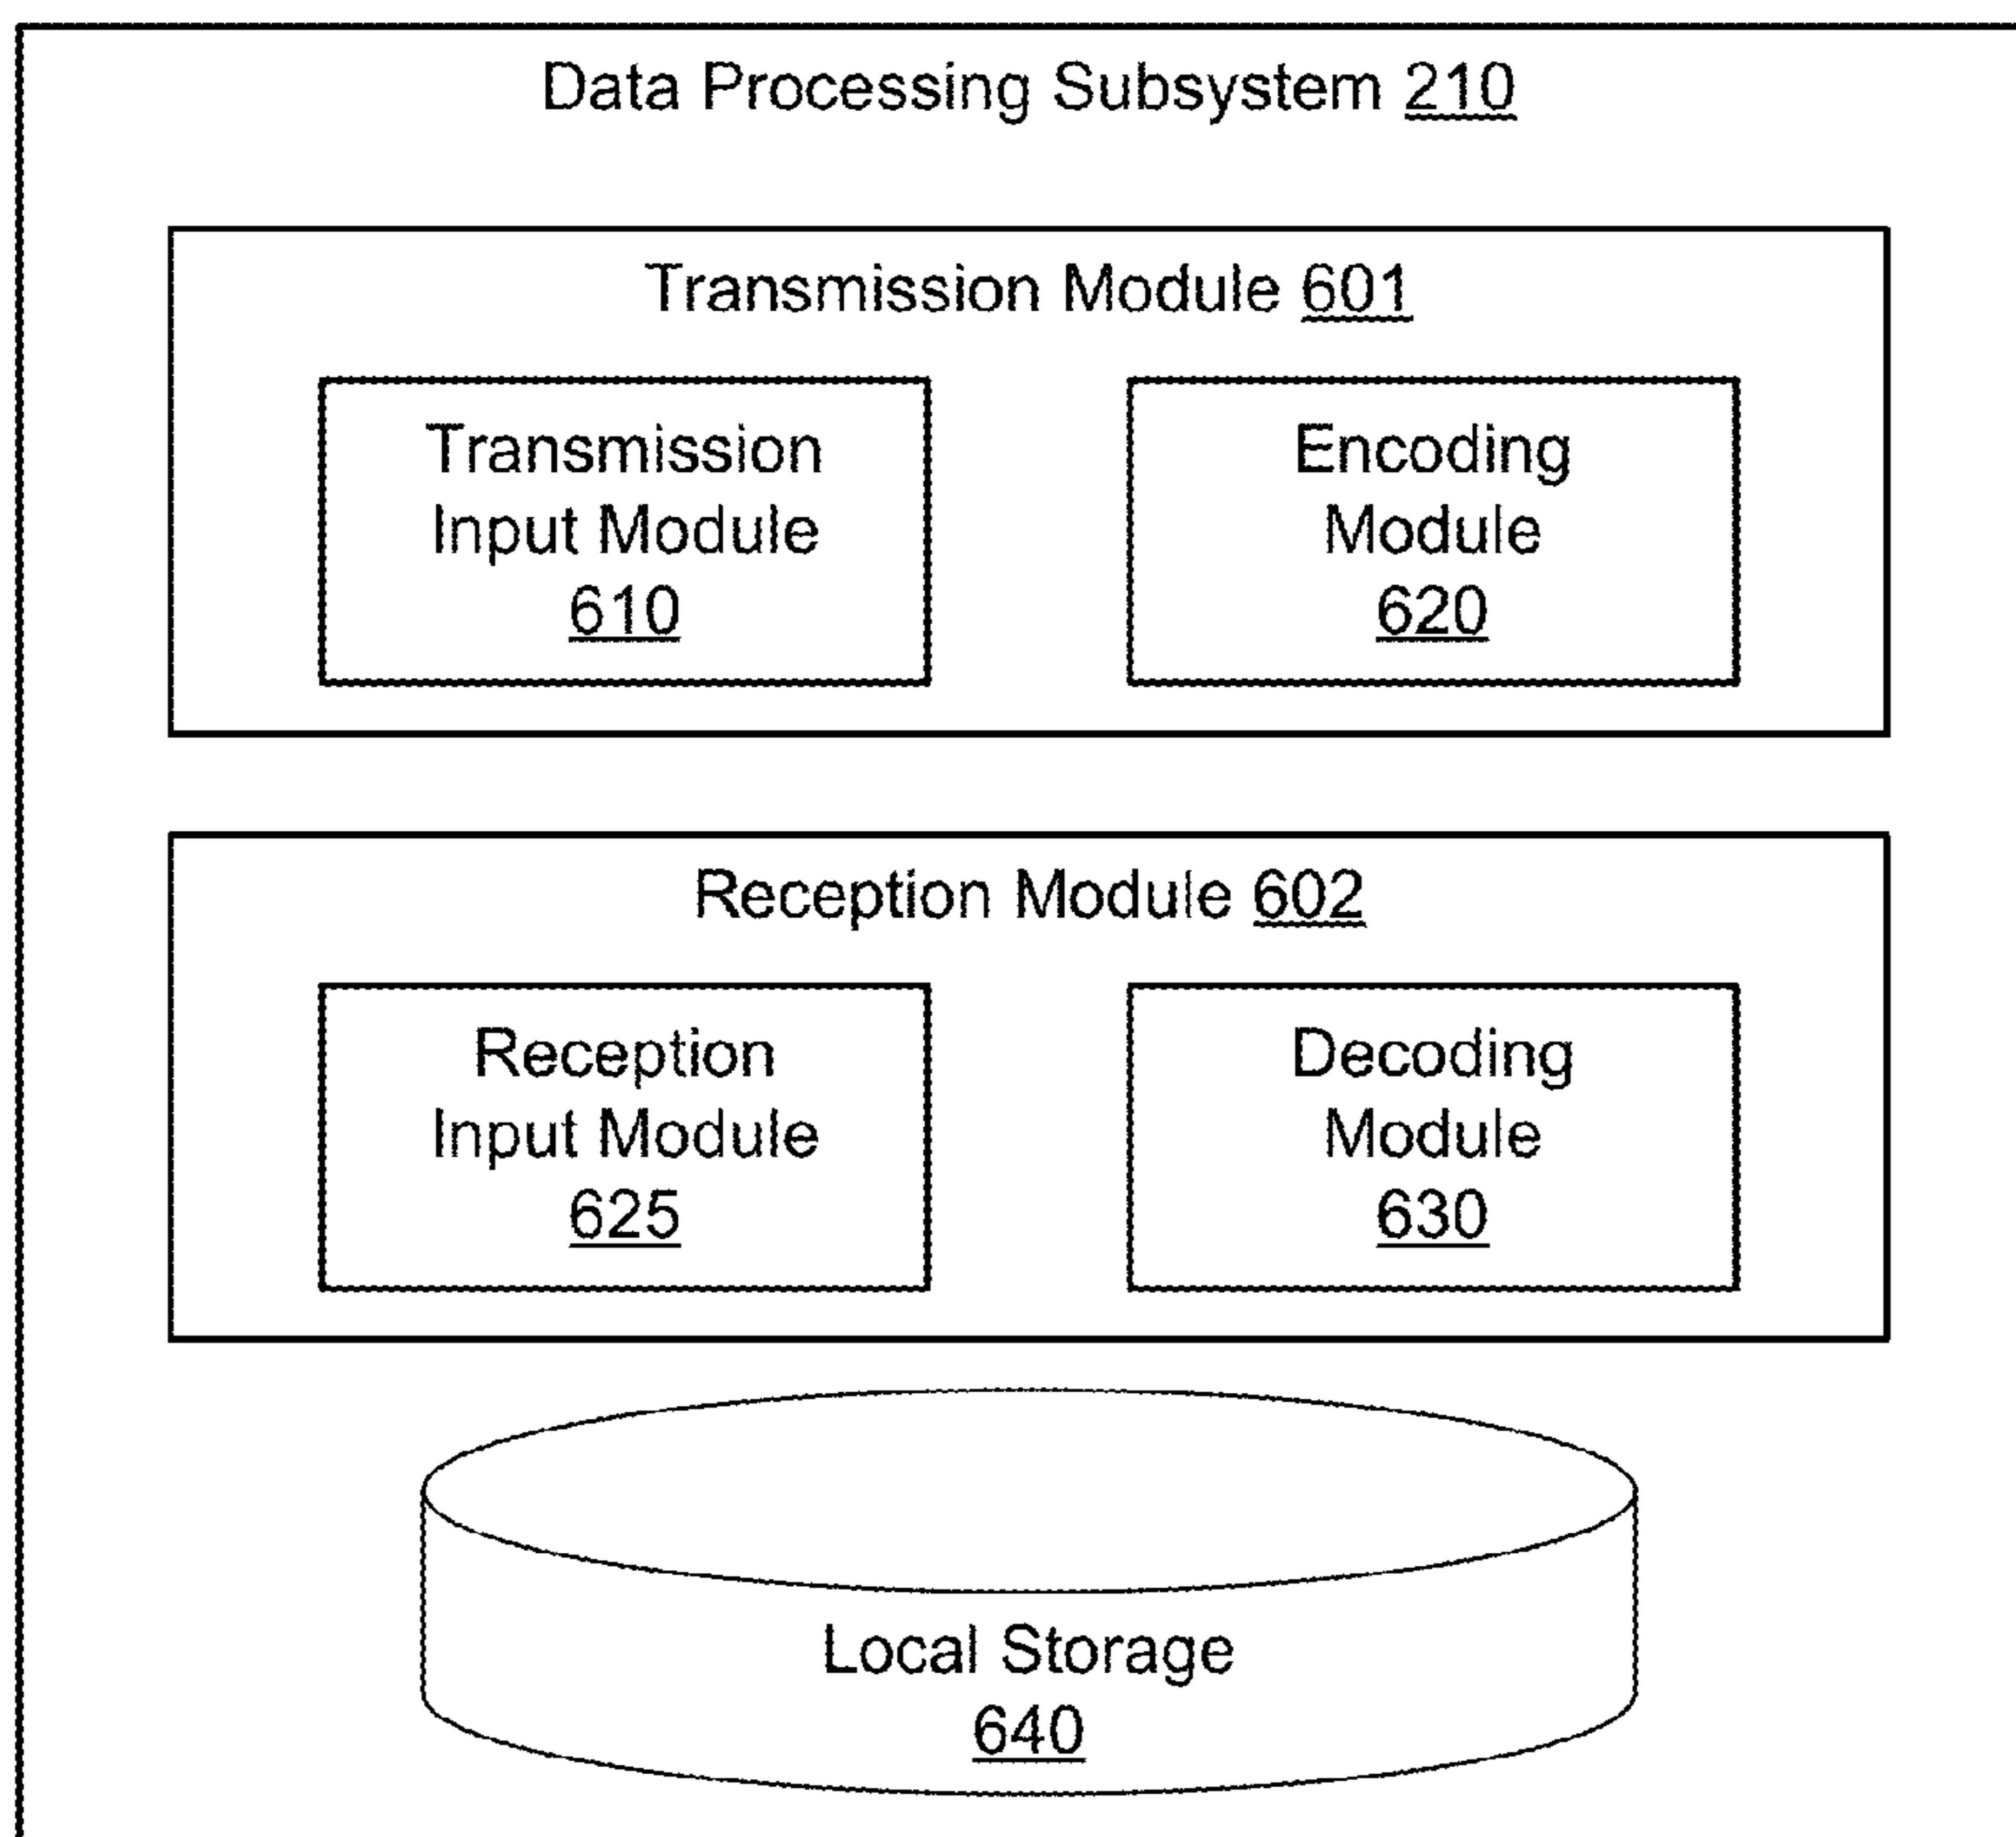 Data Processing Subsystem 210
Transmission Module 601
Transmission
Input Module
610
Encoding
Module
620
Reception Module 602
Reception
Input Module
625
Decoding
Module
630
Local Storage
640